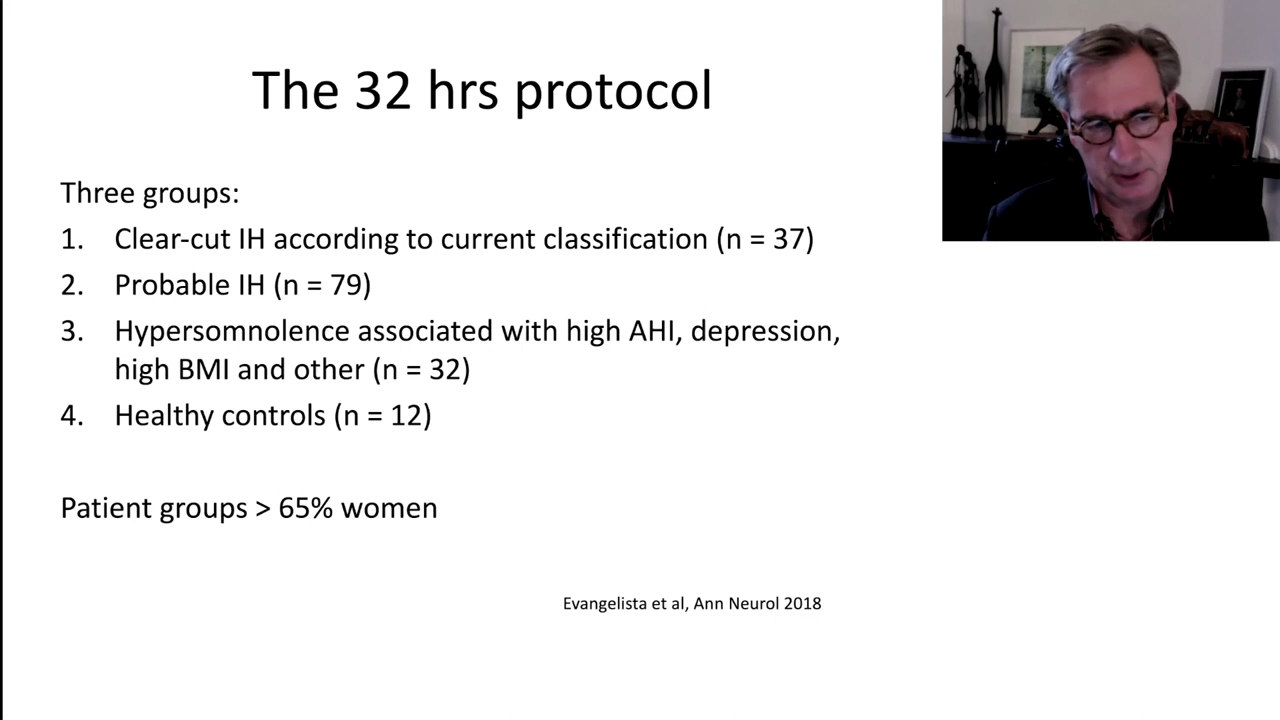 The 32 hrs protocol
Three groups:
1. Clear-cut IH according to current classification (n = 37)
2. Probable IH (n = 79)
3. Hypersomnolence associated with high AHI, depression,
high BMI and other (n = 32)
4. Healthy controls (n = 12)
Patient groups > 65% women
Evangelista et al, Ann Neurol 2018